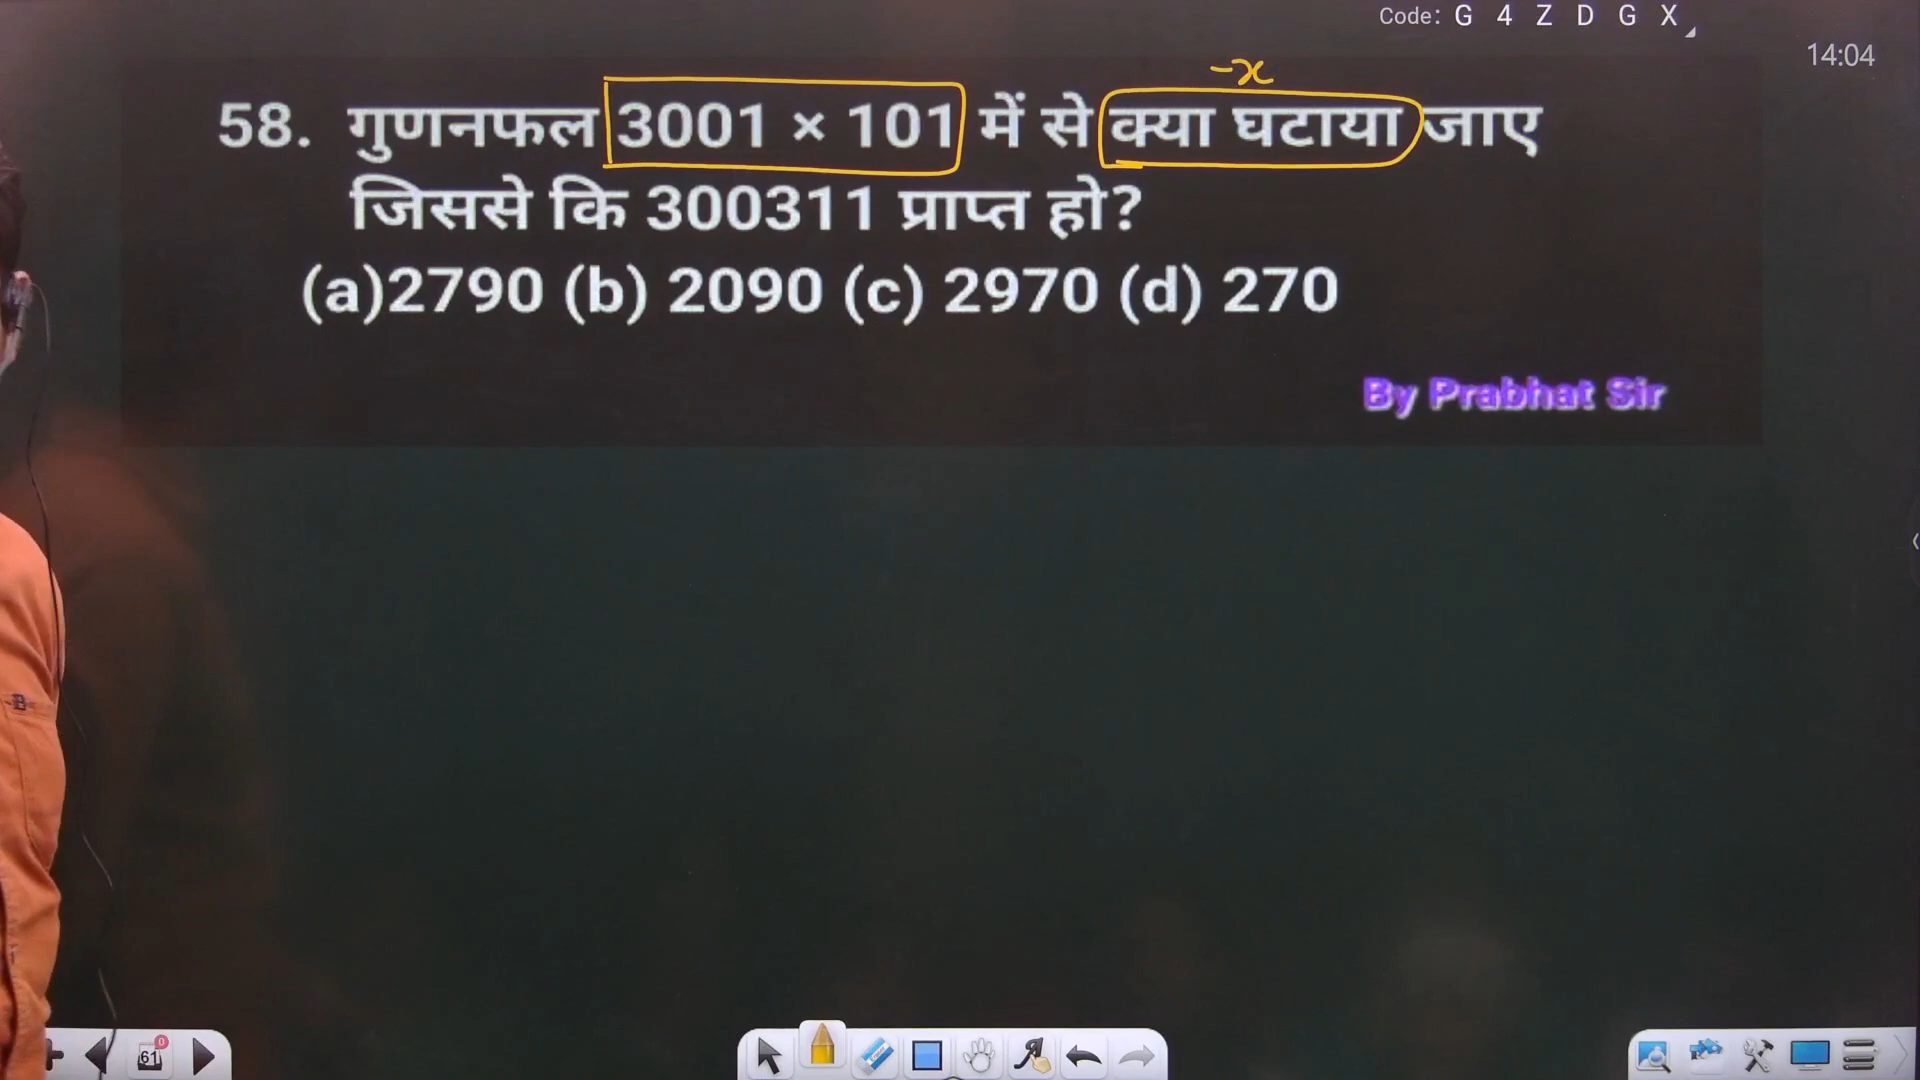 Code: G 4 Z D G X
14:04
-x
58. गुणनफल 3001 × 101 में से क्या घटाया जाए
जिससे कि 300311 प्राप्त हो?
(a)2790 (b) 2090 (c) 2970 (d) 270
By Prabhat Sir
B
61
0